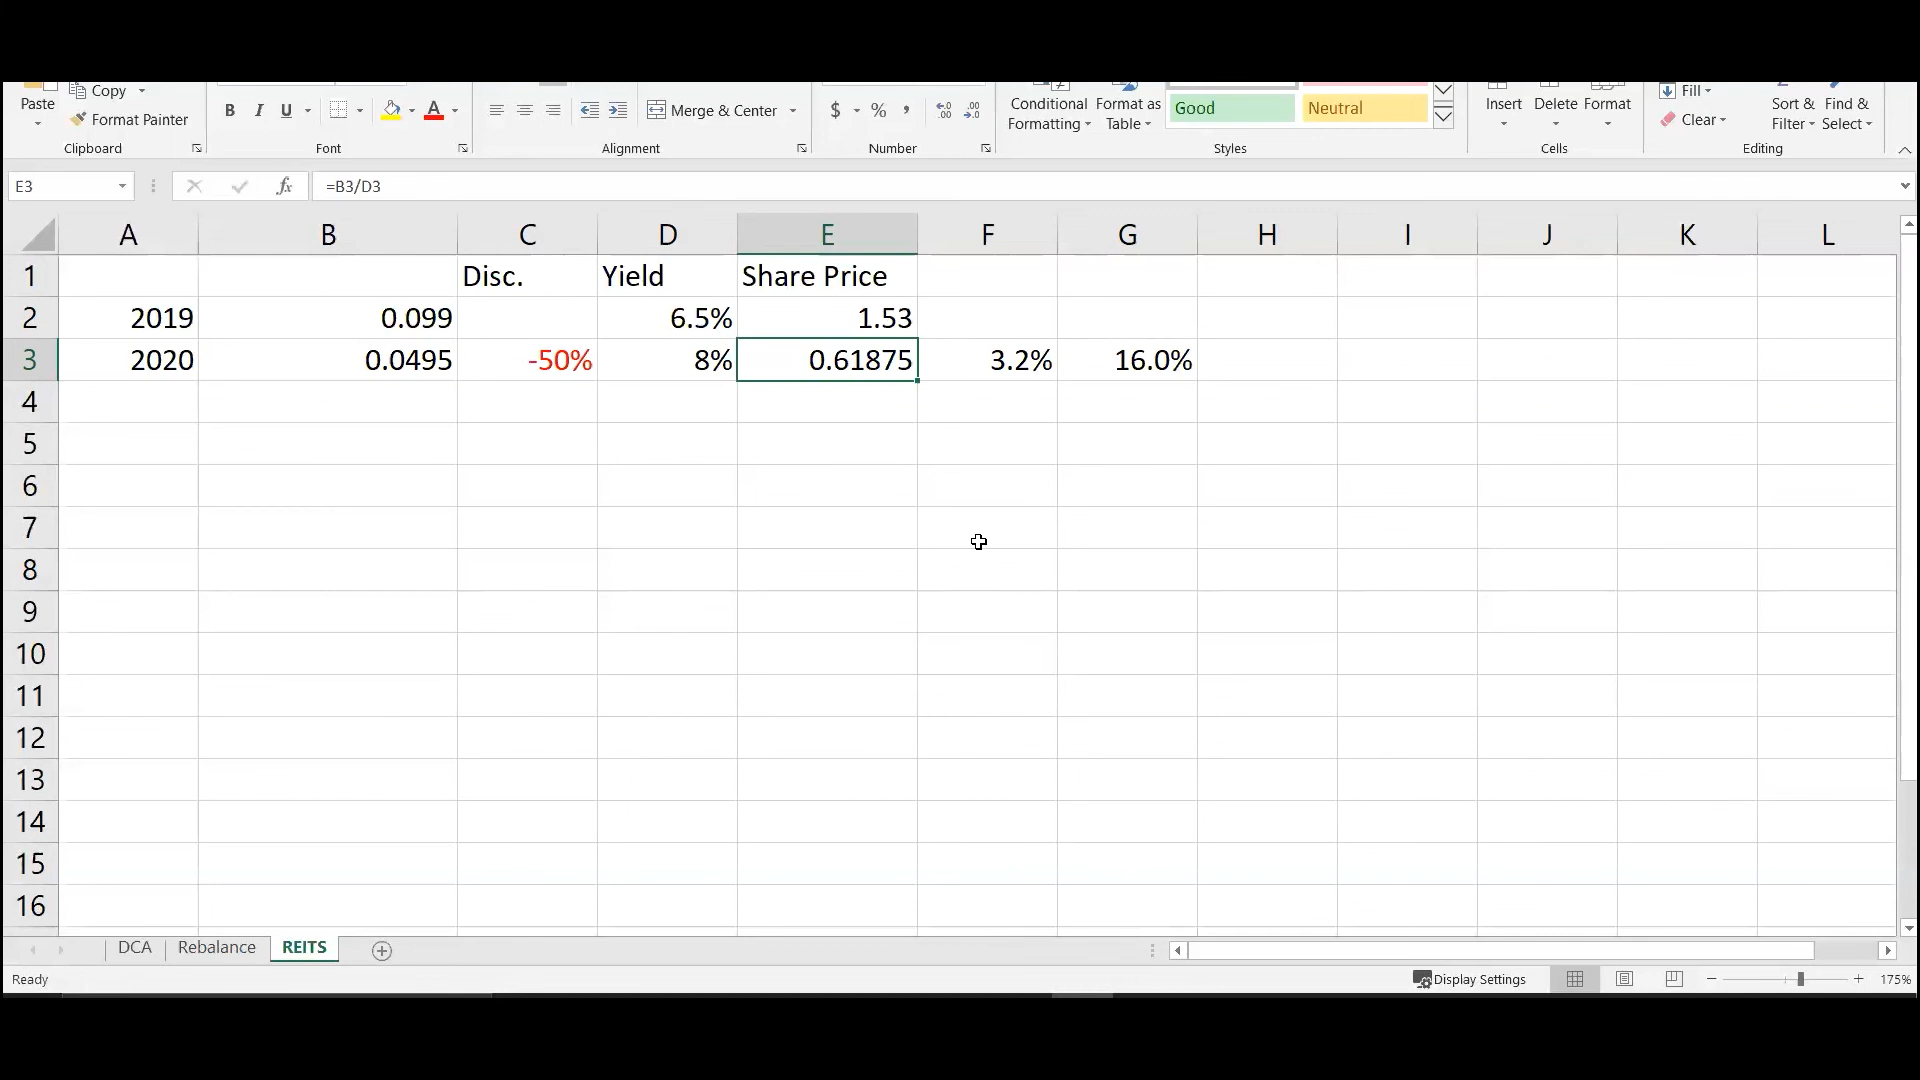 Paste
Copy
Format Painter
Clipboard
B I U A
Font
Merge & Center
Alignment
$ % ,
Number
Conditional Formatting
Format as Table
Good
Neutral
Styles
Insert
Delete
Format
Cells
Fill
Clear
Sort & Filter
Find & Select
Editing
E3
fx
=B3/D3
A B C D E F G H I J K L
1 Disc. Yield Share Price
2 2019 0.099 6.5% 1.53
3 2020 0.0495 -50% 8% 0.61875 3.2% 16.0%
4
5
6
7
8
9
10
11
12
13
14
15
16
DCA Rebalance REITS
Ready
Display Settings
175%